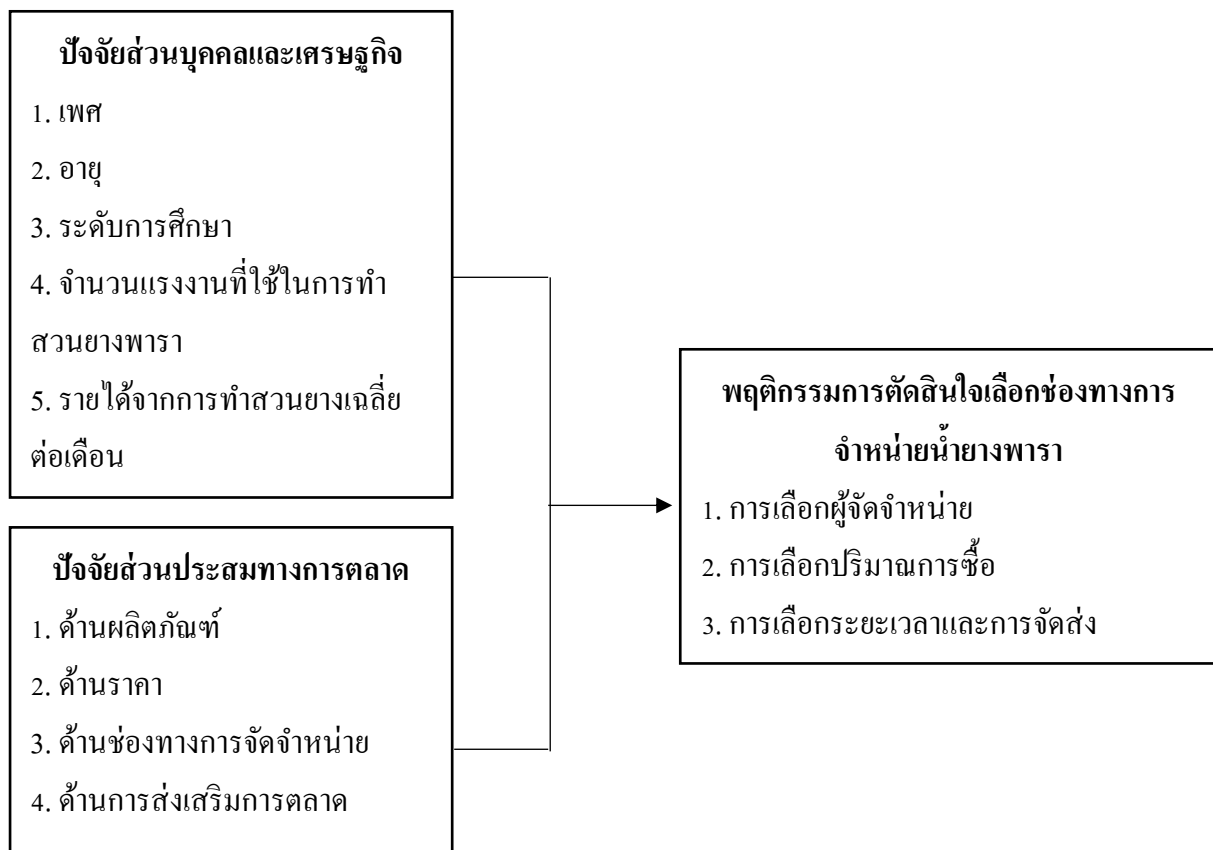 ปัจจัยส่วนบุคคลและเศรษฐกิจ
1. เพศ
2. อายุ
3. ระดับการศึกษา
4. จำนวนแรงงานที่ใช้ในการทำ
สวนยางพารา
5. รายได้จากการทำสวนยางเฉลี่ย
ต่อเดือน
ปัจจัยส่วนประสมทางการตลาด
1. ด้านผลิตภัณฑ์
2. ด้านราคา
3. ด้านช่องทางการจัดจำหน่าย
4. ด้านการส่งเสริมการตลาด
พฤติกรรมการตัดสินใจเลือกช่องทางการ
จำหน่ายน้ำยางพารา
1. การเลือกผู้จัดจำหน่าย
2. การเลือกปริมาณการซื้อ
3. การเลือกระยะเวลาและการจัดส่ง